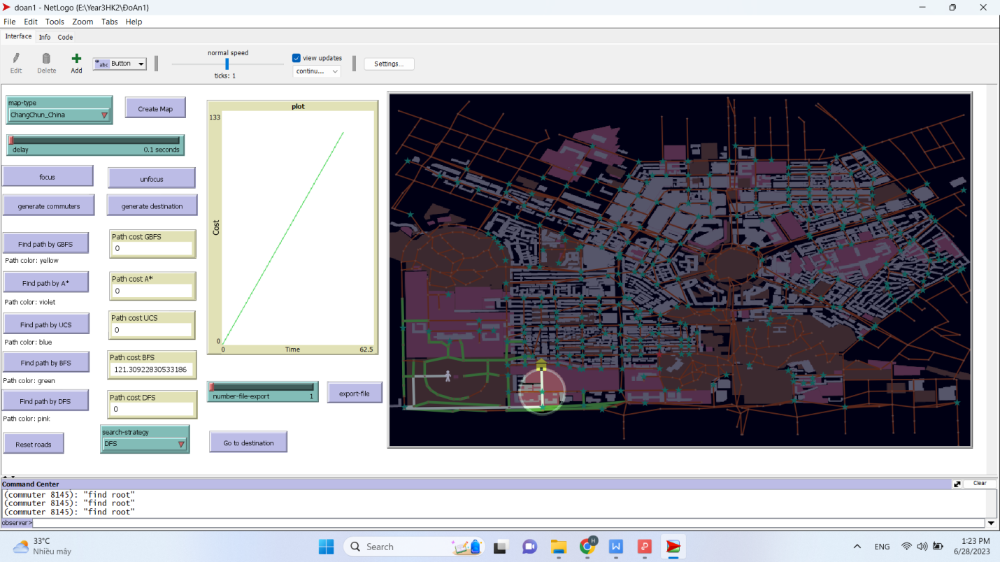 doan1 - NetLogo {E:\Year3HK2\ĐoAn1}
File Edit Tools Zoom Tabs Help
Interface Info Code
Edit Delete Add abc Button
normal speed
ticks: 1
view updates
continu...
Settings...
map-type
ChangChun_China
Create Map
delay 0.1 seconds
focus unfocus
generate commuters generate destination
Find path by GBFS
Path color: yellow
Path cost GBFS
0
Find path by A*
Path color: violet
Path cost A*
0
Find path by UCS
Path color: blue
Path cost UCS
0
Find path by BFS
Path color: green
Path cost BFS
121.30922830533186
Find path by DFS
Path color: pink
Path cost DFS
0
Reset roads
search-strategy
DFS
plot
133
Cost
0
0 Time 62.5
number-file-export 1
export-file
Go to destination
Command Center
Clear
(commuter 8145): "find root"
(commuter 8145): "find root"
(commuter 8145): "find root"
observer>
33°C
Nhiều mây
Search
H
ENG
1:23 PM
6/28/2023